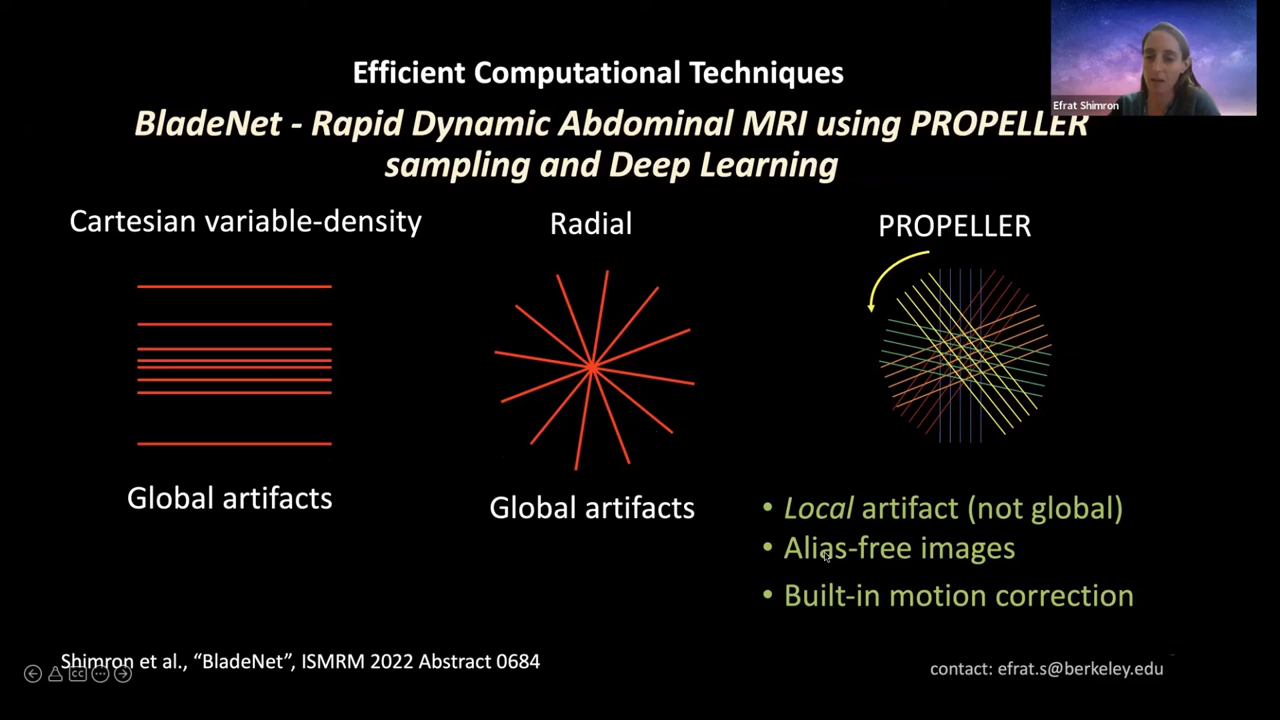 Efrat Shimron
Efficient Computational Techniques
BladeNet - Rapid Dynamic Abdominal MRI using PROPELLER
sampling and Deep Learning
Cartesian variable-density
Radial
PROPELLER
Global artifacts
Global artifacts
• Local artifact (not global)
• Alias-free images
• Built-in motion correction
Shimron et al., “BladeNet”, ISMRM 2022 Abstract 0684
CC
contact: efrat.s@berkeley.edu